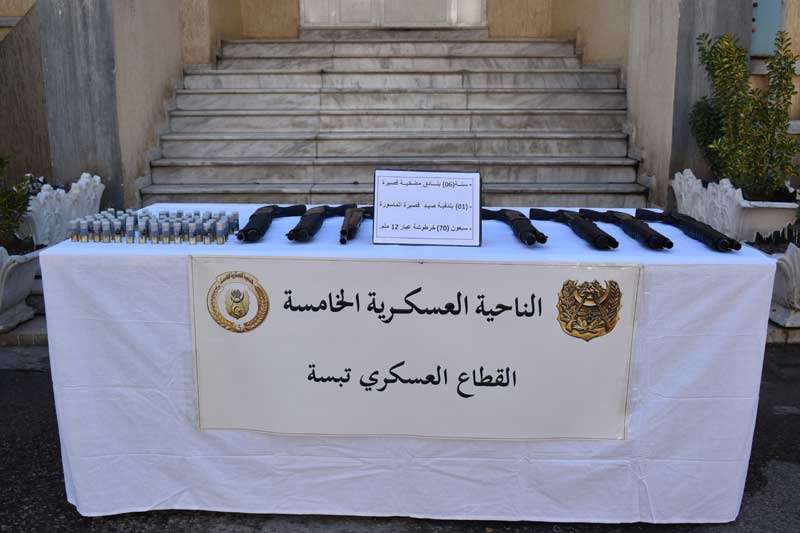 - ستة(06) بنادق مضخية قصيرة
- (01) بندقية صيد قصيرة الماسورة
- سبعون (70) خرطوشة عيار 12 ملم.
الناحية العسكرية الخامسة
القطاع العسكري تبسة